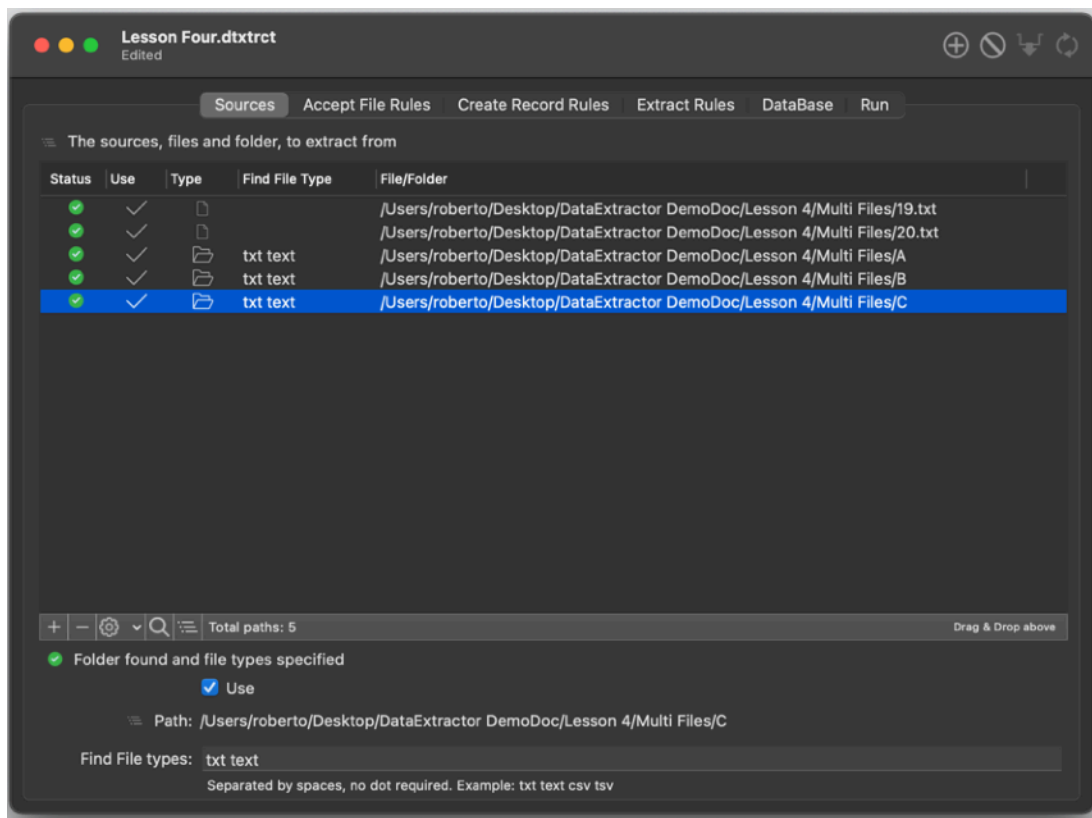 Lesson Four.dtxtrct
Edited
Sources Accept File Rules Create Record Rules Extract Rules DataBase Run
The sources, files and folder, to extract from
Status Use Type Find File Type File/Folder
/Users/roberto/Desktop/DataExtractor DemoDoc/Lesson 4/Multi Files/19.txt
/Users/roberto/Desktop/DataExtractor DemoDoc/Lesson 4/Multi Files/20.txt
txt text /Users/roberto/Desktop/DataExtractor DemoDoc/Lesson 4/Multi Files/A
txt text /Users/roberto/Desktop/DataExtractor DemoDoc/Lesson 4/Multi Files/B
txt text /Users/roberto/Desktop/DataExtractor DemoDoc/Lesson 4/Multi Files/C
Total paths: 5 Drag & Drop above
Folder found and file types specified
Use
Path: /Users/roberto/Desktop/DataExtractor DemoDoc/Lesson 4/Multi Files/C
Find File types: txt text
Separated by spaces, no dot required. Example: txt text csv tsv